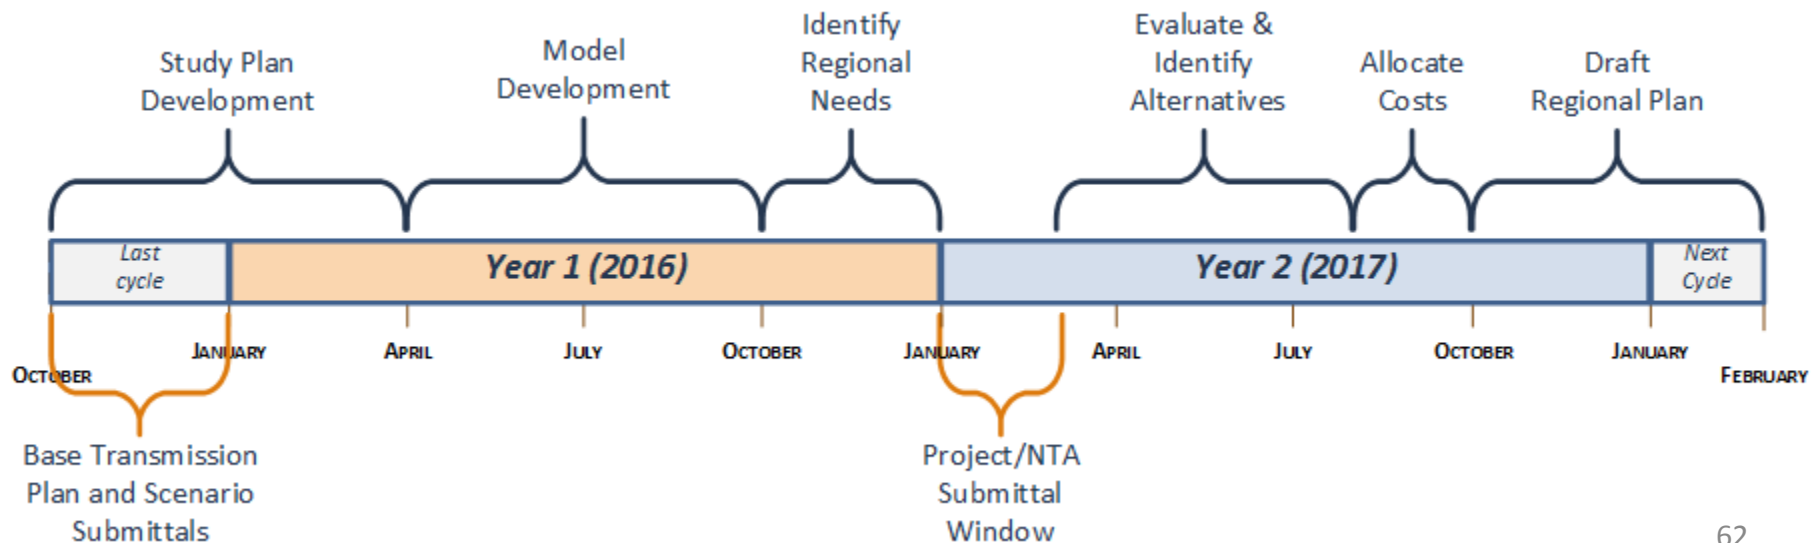 Study Plan
Development
Model
Development
Identify
Regional
Needs
Evaluate &
Identify
Alternatives
Allocate
Costs
Draft
Regional Plan
Last
cycle
Year 1 (2016)
Year 2 (2017)
Next
Cycle
OCTOBER
JANUARY
APRIL
JULY
OCTOBER
JANUARY
APRIL
JULY
OCTOBER
JANUARY
FEBRUARY
Base Transmission
Plan and Scenario
Submittals
Project/NTA
Submittal
Window
62